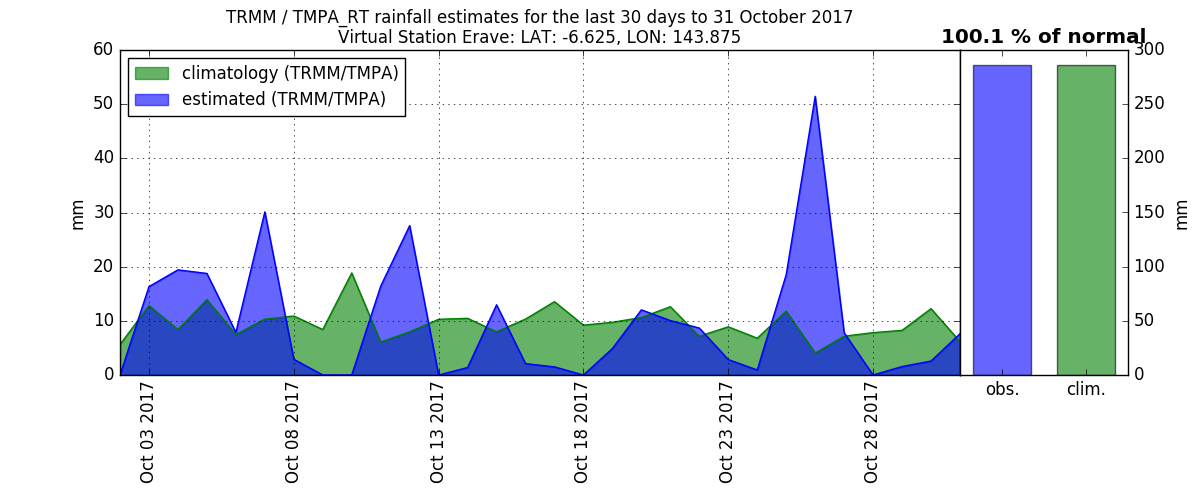 TRMM / TMPA_RT rainfall estimates for the last 30 days to 31 October 2017
Virtual Station Erave: LAT: -6.625, LON: 143.875
100.1 % of normal
climatology (TRMM/TMPA)
estimated (TRMM/TMPA)
mm
60
50
40
30
20
10
0
Oct 03 2017
Oct 08 2017
Oct 13 2017
Oct 18 2017
Oct 23 2017
Oct 28 2017
obs.
clim.
300
250
200
150
100
50
0
mm